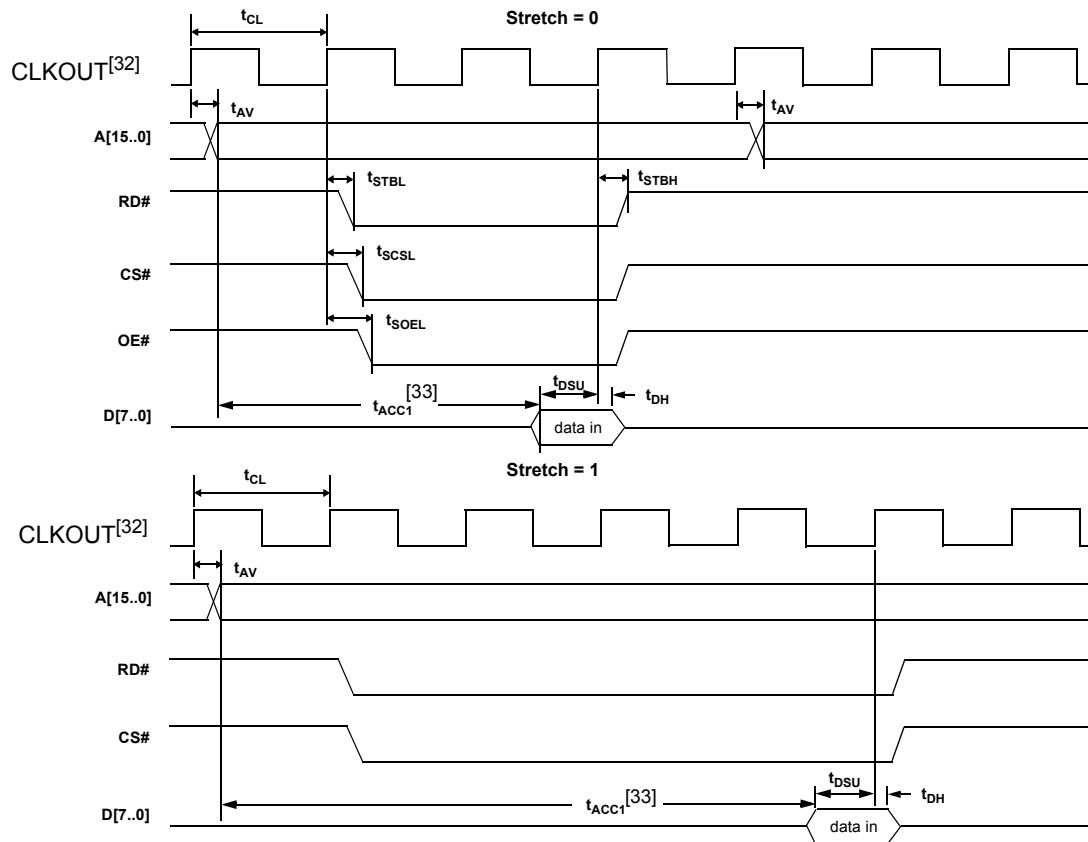 Stretch = 0
tCL
CLKOUT[32]
tAV
tAV
A[15..0]
tSTBL
tSTBH
RD#
tSCSL
CS#
tSOEL
OE#
tDSU
tACC1[33]
tDH
D[7..0]
data in
Stretch = 1
tCL
CLKOUT[32]
tAV
A[15..0]
RD#
CS#
tDSU
tACC1[33]
tDH
D[7..0]
data in